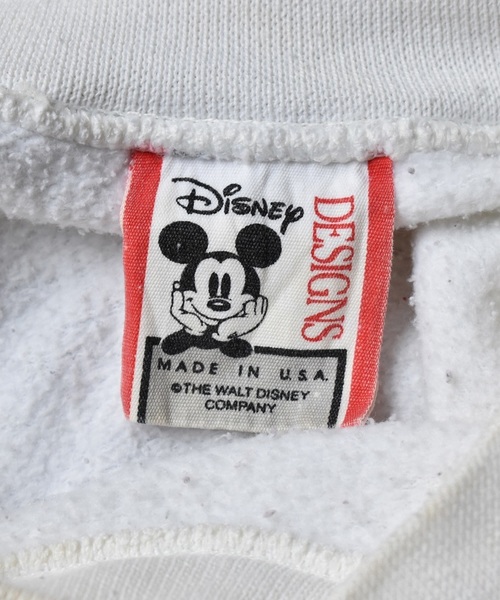 Disney
DESIGNS
MADE IN U.S.A.
©THE WALT DISNEY
COMPANY